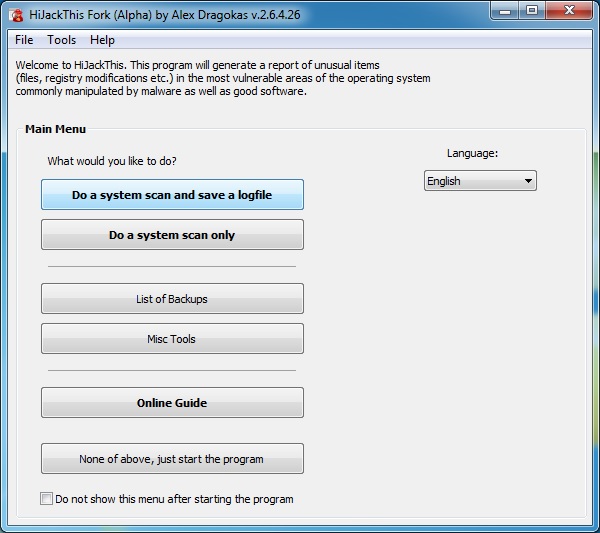 HiJackThis Fork (Alpha) by Alex Dragokas v.2.6.4.26
File Tools Help
Welcome to HiJackThis. This program will generate a report of unusual items
(files, registry modifications etc.) in the most vulnerable areas of the operating system
commonly manipulated by malware as well as good software.
Main Menu
What would you like to do?
Language:
English
Do a system scan and save a logfile
Do a system scan only
List of Backups
Misc Tools
Online Guide
None of above, just start the program
Do not show this menu after starting the program